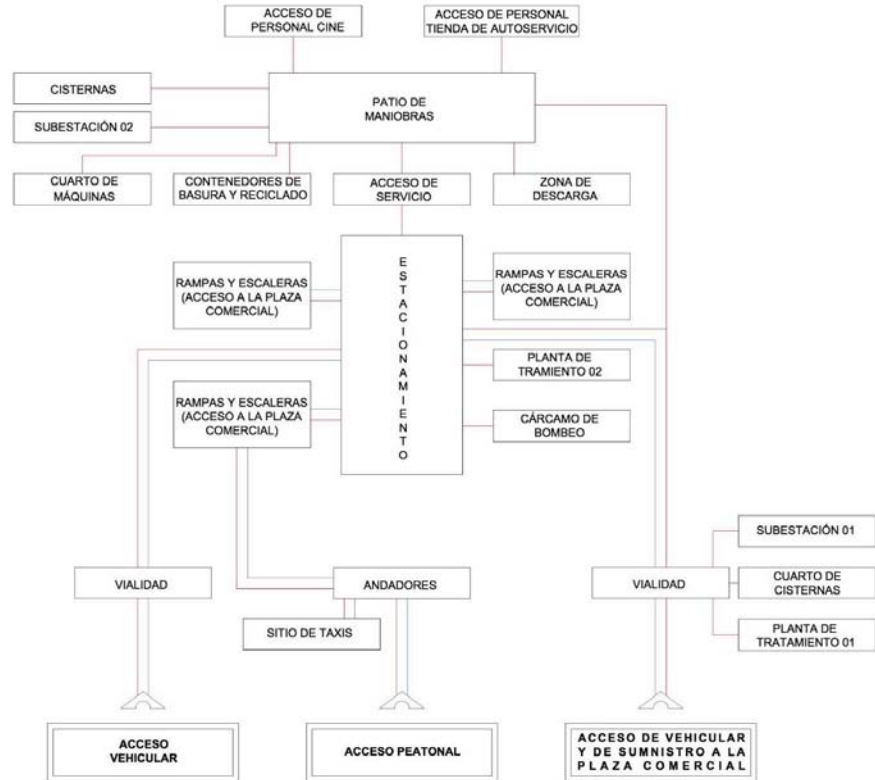 ACCESO DE
PERSONAL CINE
ACCESO DE PERSONAL
TIENDA DE AUTOSERVICIO
CISTERNAS
PATIO DE
MANIOBRAS
SUBESTACIÓN 02
CUARTO DE
MÁQUINAS
CONTENEDORES DE
BASURA Y RECICLADO
ACCESO DE
SERVICIO
ZONA DE
DESCARGA
ESTACIONAMIENTO
RAMPAS Y ESCALERAS
(ACCESO A LA PLAZA
COMERCIAL)
RAMPAS Y ESCALERAS
(ACCESO A LA PLAZA
COMERCIAL)
PLANTA DE
TRAMIENTO 02
RAMPAS Y ESCALERAS
(ACCESO A LA PLAZA
COMERCIAL)
CÁRCAMO DE
BOMBEO
SUBESTACIÓN 01
VIALIDAD
ANDADORES
VIALIDAD
CUARTO DE
CISTERNAS
SITIO DE TAXIS
PLANTA DE
TRATAMIENTO 01
ACCESO
VEHICULAR
ACCESO PEATONAL
ACCESO DE VEHICULAR
Y DE SUMNISTRO A LA
PLAZA COMERCIAL